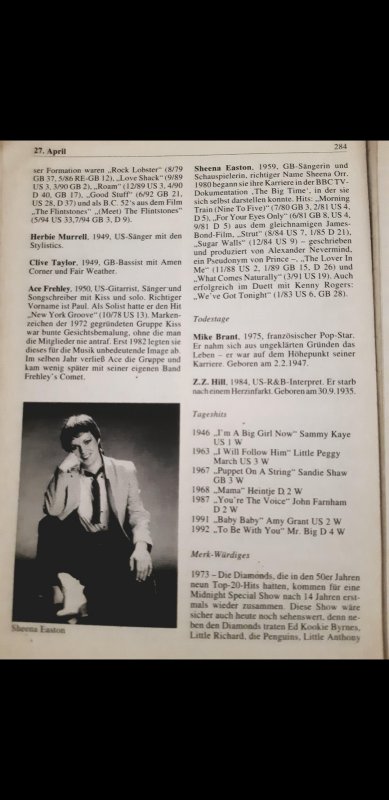 27. April
284
ser Formation waren „Rock Lobster" (8/79
GB 37, 5/86 RE-GB 12), „Love Shack" (9/89
US 3, 3/90 GB 2), „Roam" (12/89 US 3, 4/90
D 40, GB 17), „Good Stuff" (6/92 GB 21,
US 28, D 37) und als B.C. 52's aus dem Film
„The Flintstones" „(Meet) The Flintstones"
(5/94 US 33,7/94 GB 3, D 9).
Herbie Murrell, 1949, US-Sänger mit den
Stylistics.
Clive Taylor, 1949, GB-Bassist mit Amen
Corner und Fair Weather.
Ace Frehley, 1950, US-Gitarrist, Sänger und
Songschreiber mit Kiss und solo. Richtiger
Vorname ist Paul. Als Solist hatte er den Hit
„New York Groove" (10/78 US 13). Marken-
zeichen der 1972 gegründeten Gruppe Kiss
war bunte Gesichtsbemalung, ohne die man
die Mitglieder nie antraf. Erst 1982 legten sie
dieses für die Musik unbedeutende Image ab.
Im selben Jahr verließ Ace die Gruppe und
kam wenig später mit seiner eigenen Band
Frehley's Comet.
Sheena Easton
Sheena Easton, 1959, GB-Sängerin und
Schauspielerin, richtiger Name Sheena Orr.
1980 begann sie ihre Karriere in der BBC TV-
Dokumentation ‚The Big Time', in der sie
sich selbst darstellen konnte. Hits: „Morning
Train (Nine To Five)" (7/80 GB 3, 2/81 US 4,
D 5), „For Your Eyes Only" (6/81 GB 8, US 4,
9/81 D 5) aus dem gleichnamigen James-
Bond-Film, „Strut" (8/84 US 7, 1/85 D 21),
„Sugar Walls" (12/84 US 9) – geschrieben
und produziert von Alexander Nevermind,
ein Pseudonym von Prince –, „The Lover In
Me" (11/88 US 2, 1/89 GB 15, D 26) und
„What Comes Naturally" (3/91 US 19). Auch
erfolgreich im Duett mit Kenny Rogers:
„We've Got Tonight" (1/83 US 6, GB 28).
Todestage
Mike Brant, 1975, französischer Pop-Star.
Er nahm sich aus ungeklärten Gründen das
Leben – er war auf dem Höhepunkt seiner
Karriere. Geboren am 2.2.1947.
Z.Z. Hill, 1984, US-R&B-Interpret. Er starb
nach einem Herzinfarkt. Geboren am 30.9.1935.
Tageshits
1946 „I'm A Big Girl Now" Sammy Kaye
US 1 W
1963 „I Will Follow Him" Little Peggy
March US 3 W
1967 „Puppet On A String" Sandie Shaw
GB 3 W
1968 „Mama" Heintje D 2 W
1987 „You're The Voice" John Farnham
D 2 W
1991 „Baby Baby" Amy Grant US 2 W
1992 „To Be With You" Mr. Big D 4 W
Merk-Würdiges
1973 – Die Diamonds, die in den 50er Jahren
neun Top-20-Hits hatten, kommen für eine
Midnight Special Show nach 14 Jahren erst-
mals wieder zusammen. Diese Show wäre
sicher auch heute noch sehenswert, denn ne-
ben den Diamonds traten Ed Kookie Byrnes,
Little Richard, die Penguins, Little Anthony